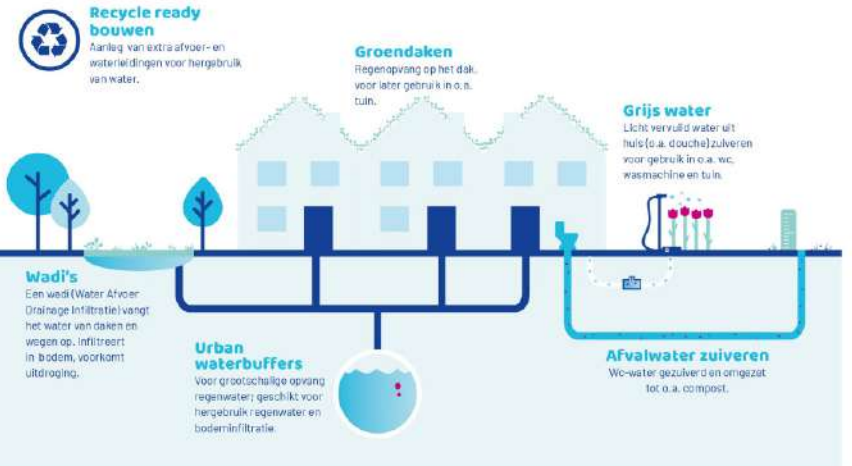 Recycle ready
bouwen
Aanleg van extra afvoer- en
waterleidingen voor hergebruik
van water.
Groendaken
Regenopvang op het dak,
voor later gebruik in o.a.
tuin.
Grijs water
Licht vervuild water uit
huis (o.a. douche) zuiveren
voor gebruik in o.a. wc,
wasmachine en tuin.
Wadi's
Een wadi (Water Afvoer
Drainage Infiltratie) vangt
het water van daken en
wegen op. Infiltreert
in bodem, voorkomt
uitdroging.
Urban
waterbuffers
Voor grootschalige opvang
regenwater; geschikt voor
hergebruik regenwater en
bodeminfiltratie.
Afvalwater zuiveren
Wc-water gezuiverd en omgezet
tot o.a. compost.